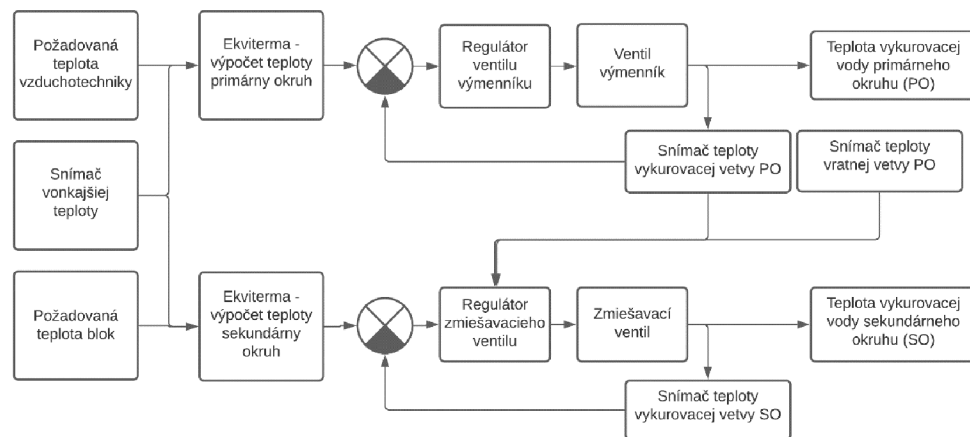 Požadovaná
teplota
vzduchotechniky
Ekviterma -
výpočet teploty
primárny okruh
Regulátor
ventilu
výmenníku
Ventil
výmenník
Teplota vykurovacej
vody primárneho
okruhu (PO)
Snímač
vonkajšiej
teploty
Snímač teploty
vykurovacej vetvy PO
Snímač teploty
vratnej vetvy PO
Požadovaná
teplota blok
Ekviterma -
výpočet teploty
sekundárny
okruh
Regulátor
zmiešavacieho
ventilu
Zmiešavací
ventil
Teplota vykurovacej
vody sekundárneho
okruhu (SO)
Snímač teploty
vykurovacej vetvy SO